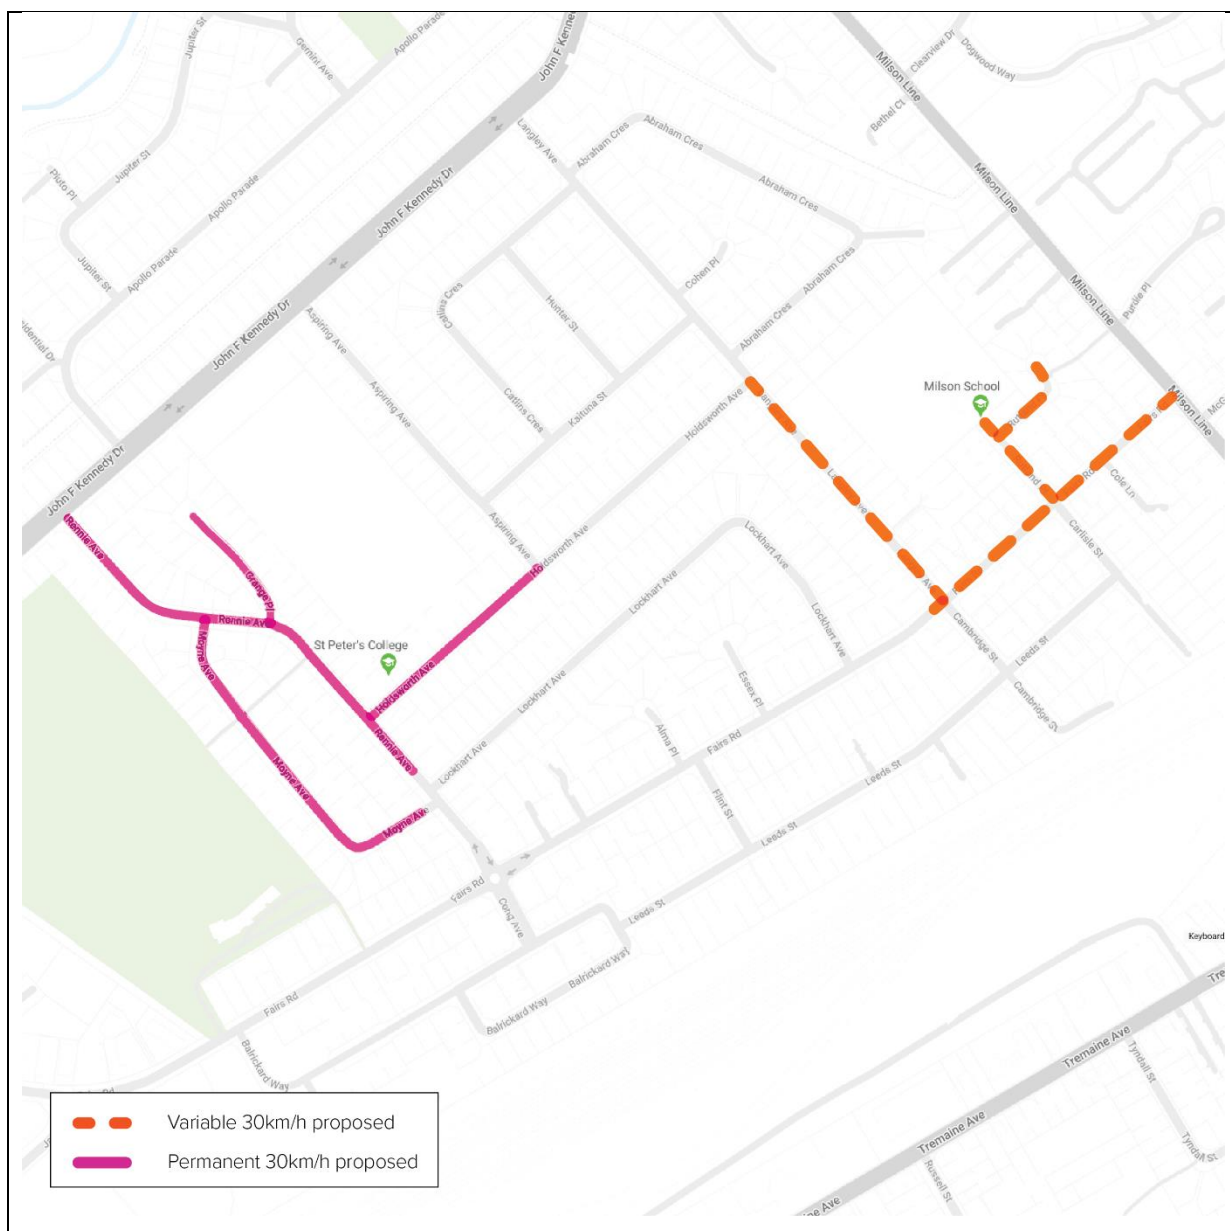 Jupiter St
Gemini Ave
Apollo Parade
John F Kenne
Milson Line
Clearview Dr
Dogwood Way
Bethel Ct
Langley Ave
Abraham Cres
Abraham Cres
Pluto Pl
Jupiter St
Apollo Parade
John F Kennedy Dr
Abraham Cres
Milson Line
Jupiter St
Apollo Parade
John F Kennedy Dr
Cohen Pl
Abraham Cres
Milson Line
Purdie Pl
idential Dr
Catlins Cres
Hunter St
Aspiring Ave
Abraham Cres
Aspiring Ave
Catlins Cres
Kaituna St
Holdsworth Ave
Milson School
Milson Line
McG
John F Kennedy Dr
Cole Ln
Rennie Ave
Aspiring Ave
Holdsworth Ave
Lockhart Ave
Carlisle St
Grange Pl
Rennie Ave
Moyne Ave
St Peter's College
Holdsworth Ave
Lockhart Ave
Lockhart Ave
Cambridge St
Leeds St
Lockhart Ave
Essex Pl
Cambridge St
Rennie Ave
Lockhart Ave
Alma Pl
Fairs Rd
Moyne Ave
Moyne Ave
Flint St
Leeds St
Leeds St
Fairs Rd
Cong Ave
Leeds St
Keyboard
Balrickard Way
Fairs Rd
Balrickard Way
Tre
Balrickard Way
Tremaine Ave
Tyndall St
Tremaine Ave
Tyndall St
Russell St
ine Ave
Variable 30km/h proposed
Permanent 30km/h proposed